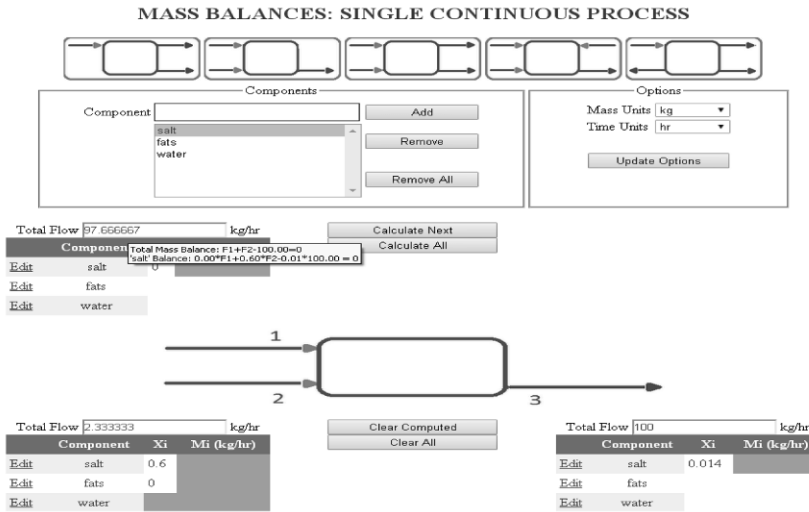 MASS BALANCES: SINGLE CONTINUOUS PROCESS
Components
Component
Add
salt
fats
water
Remove
Remove All
Options
Mass Units kg
Time Units hr
Update Options
Total Flow 97.666667 kg/hr
Calculate Next
Calculate All
Componen
Total Mass Balance: F1+F2-100.00=0
'salt' Balance: 0.00*F1+0.60*F2-0.01*100.00 = 0
Edit salt 0
Edit fats
Edit water
1
2
3
Total Flow 2.333333 kg/hr
Component Xi Mi (kg/hr)
Edit salt 0.6
Edit fats 0
Edit water
Clear Computed
Clear All
Total Flow 100 kg/hr
Component Xi Mi (kg/hr)
Edit salt 0.014
Edit fats
Edit water